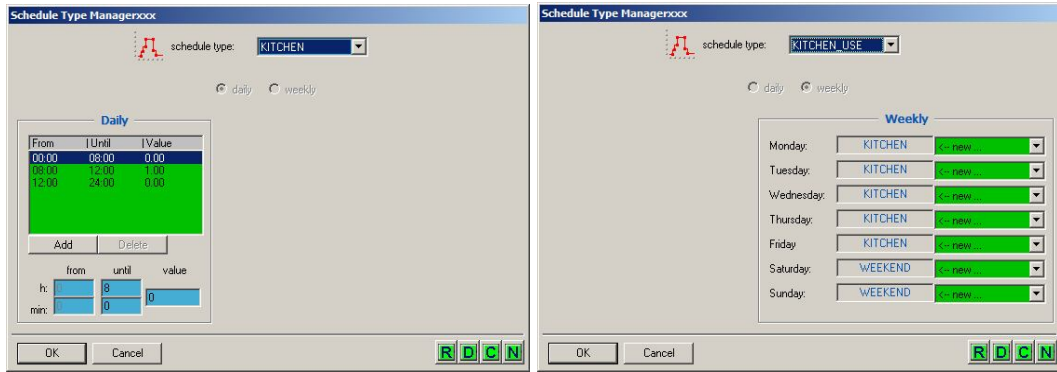 Schedule Type Managerxxx
schedule type: KITCHEN
daily weekly
Daily
From Until Value
00:00 08:00 0.00
08:00 12:00 1.00
12:00 24:00 0.00
Add Delete
from until value
h: 0 8
0
min: 0 0
OK Cancel R D C N
Schedule Type Managerxxx
schedule type: KITCHEN_USE
daily weekly
Weekly
Monday: KITCHEN <-- new ...
Tuesday: KITCHEN <-- new ...
Wednesday: KITCHEN <-- new ...
Thursday: KITCHEN <-- new ...
Friday KITCHEN <-- new ...
Saturday: WEEKEND <-- new ...
Sunday: WEEKEND <-- new ...
OK Cancel R D C N